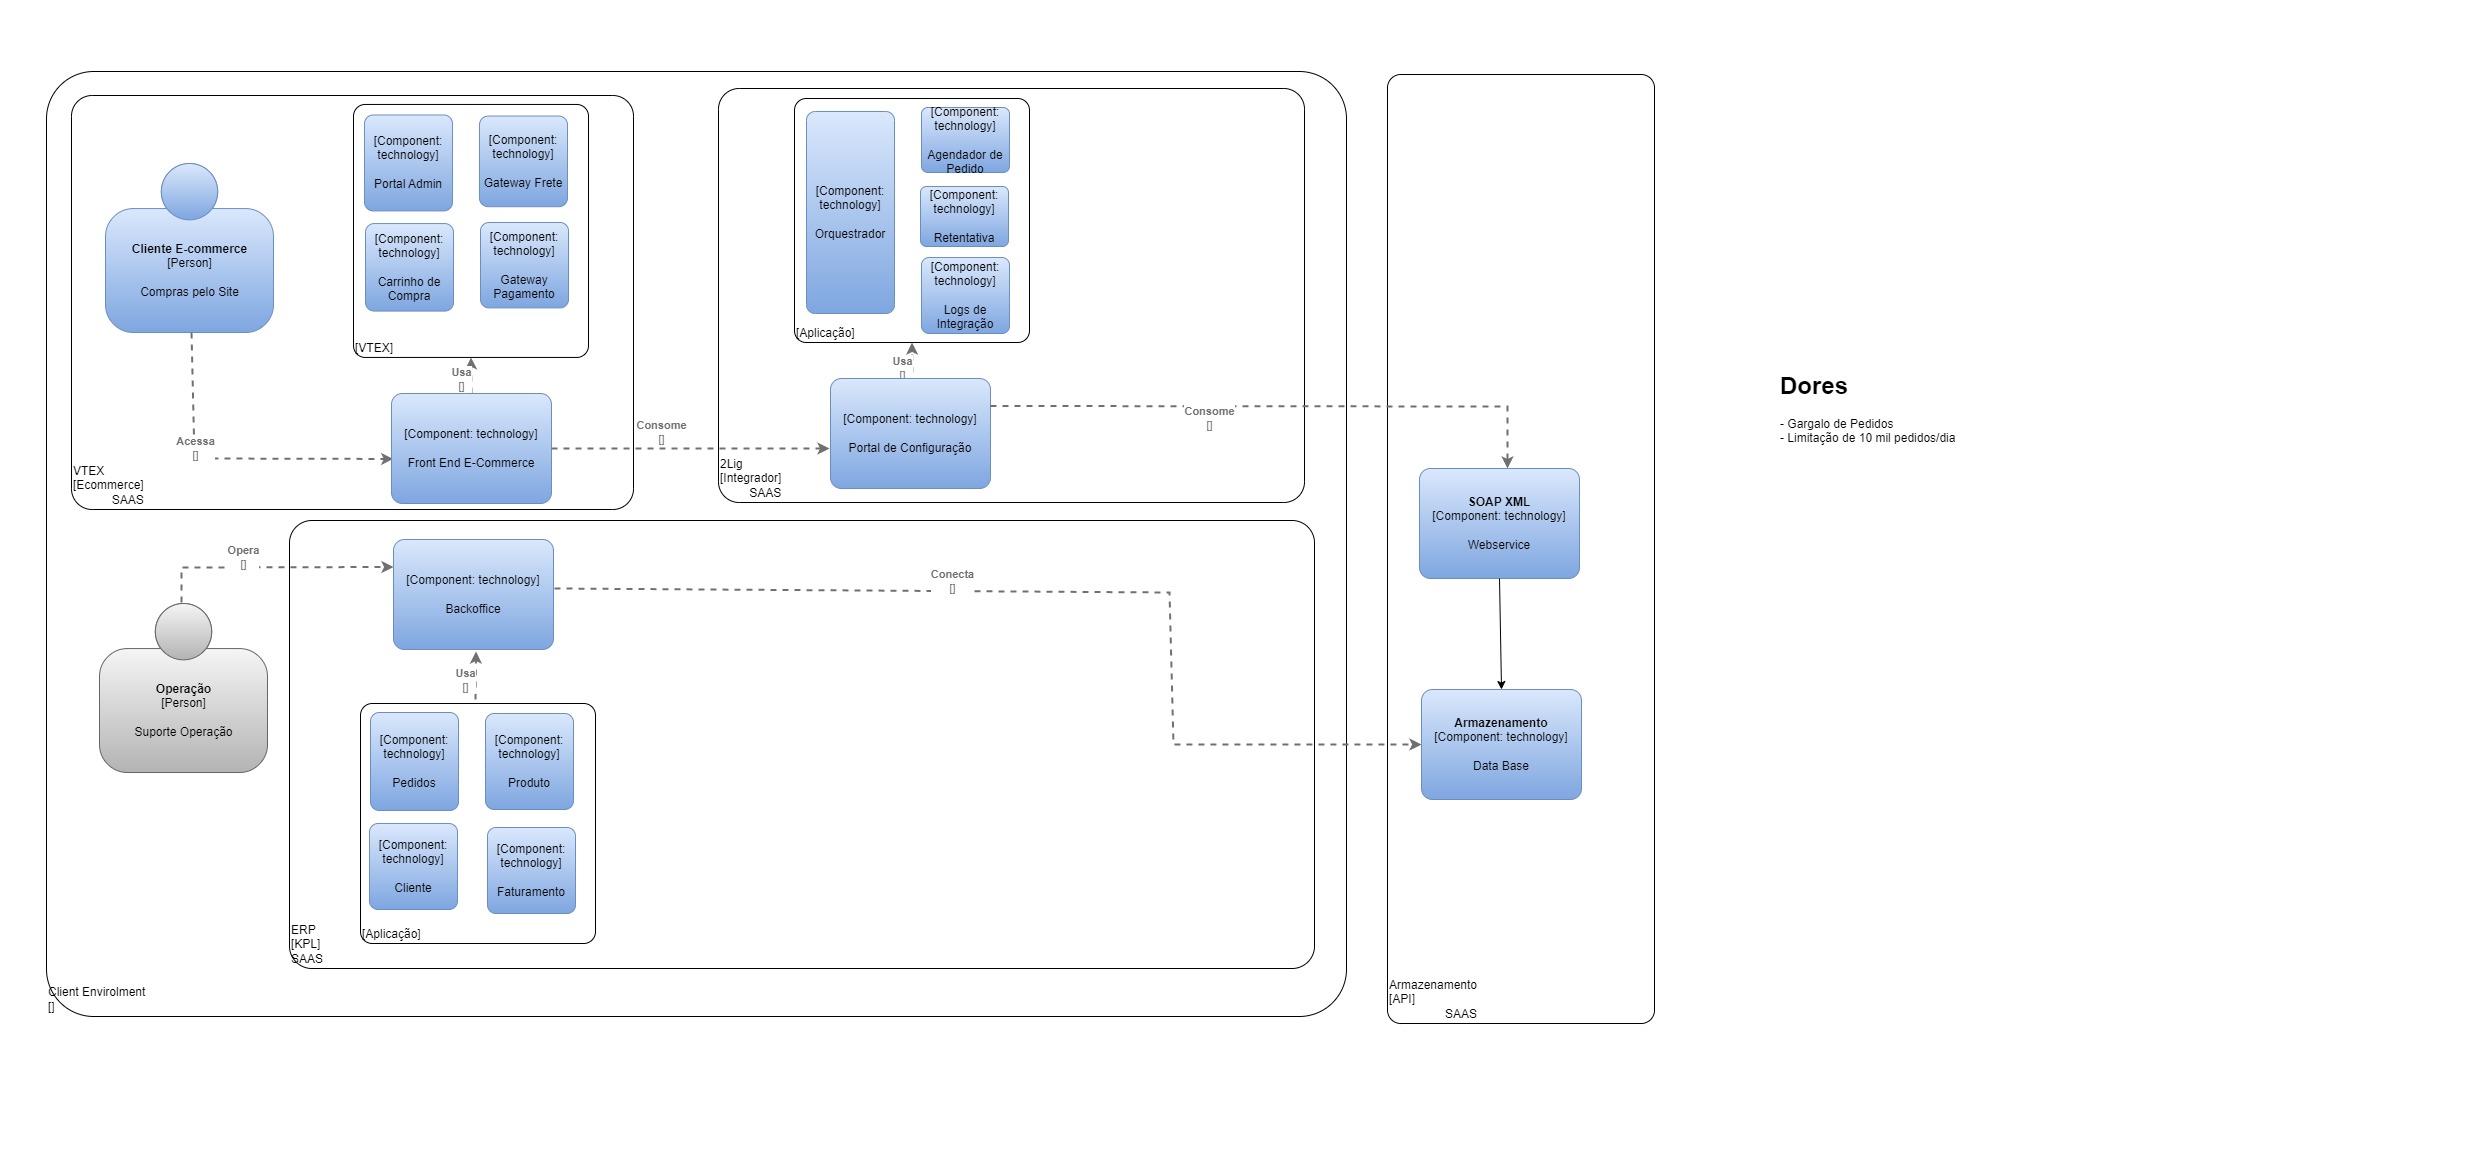 Cliente E-commerce
[Person]
Compras pelo Site
[Component:
technology]
Portal Admin
[Component:
technology]
Gateway Frete
[Component:
technology]
Carrinho de
Compra
[Component:
technology]
Gateway
Pagamento
[VTEX]
Usa
[]
[Component: technology]
Front End E-Commerce
Acessa
[]
VTEX
[Ecommerce]
SAAS
Consome
[]
[Component:
technology]
Orquestrador
[Component:
technology]
Agendador de
Pedido
[Component:
technology]
Retentativa
[Component:
technology]
Logs de
Integração
[Aplicação]
Usa
[]
[Component: technology]
Portal de Configuração
2Lig
[Integrador]
SAAS
Consome
[]
Opera
[]
Operação
[Person]
Suporte Operação
[Component: technology]
Backoffice
Conecta
[]
Usa
[]
[Component:
technology]
Pedidos
[Component:
technology]
Produto
[Component:
technology]
Cliente
[Component:
technology]
Faturamento
[Aplicação]
ERP
[KPL]
SAAS
Client Envirolment
[]
SOAP XML
[Component: technology]
Webservice
Armazenamento
[Component: technology]
Data Base
Armazenamento
[API]
SAAS
Dores
- Gargalo de Pedidos
- Limitação de 10 mil pedidos/dia